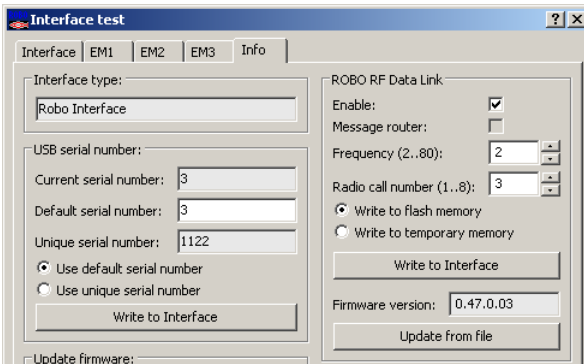 Interface test
Interface
EM1
EM2
EM3
Info
Interface type:
Robo Interface
USB serial number:
Current serial number:
3
Default serial number:
3
Unique serial number:
1122
Use default serial number
Use unique serial number
Write to Interface
Update firmware:
ROBO RF Data Link
Enable:
Message router:
Frequency (2..80):
2
Radio call number (1..8):
3
Write to flash memory
Write to temporary memory
Write to Interface
Firmware version:
0.47.0.03
Update from file